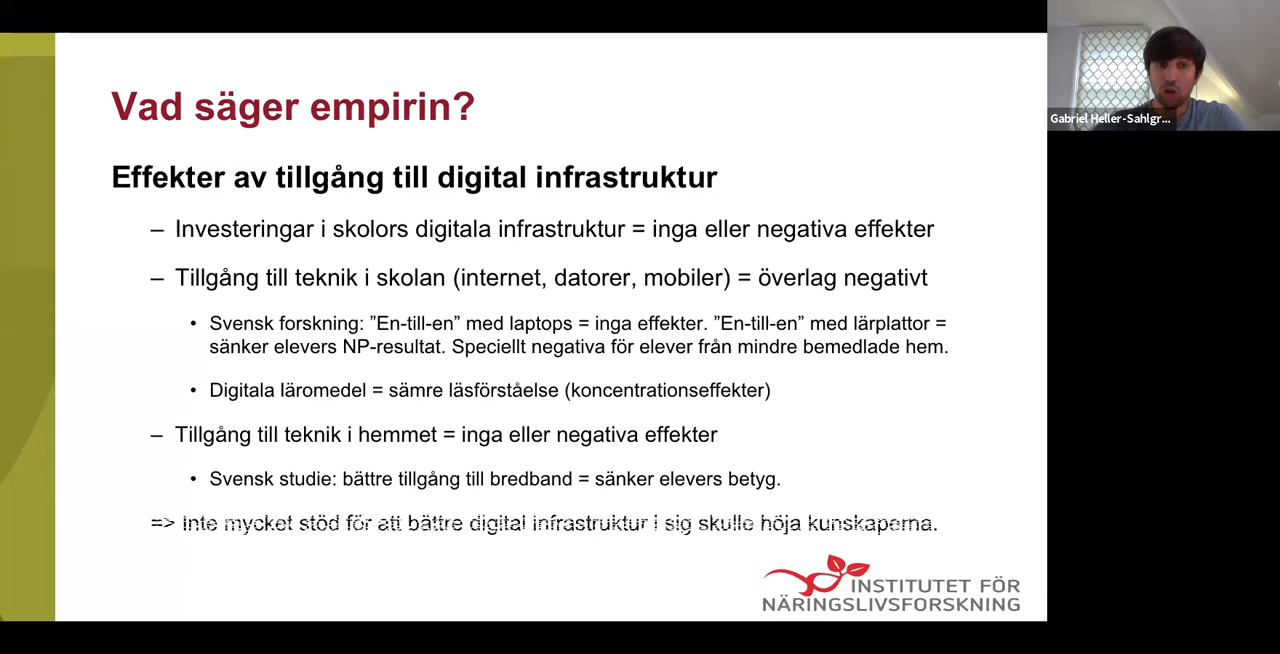 Vad säger empirin?
Effekter av tillgång till digital infrastruktur
– Investeringar i skolors digitala infrastruktur = inga eller negativa effekter
– Tillgång till teknik i skolan (internet, datorer, mobiler) = överlag negativt
• Svensk forskning: ”En-till-en” med laptops = inga effekter. ”En-till-en” med lärplattor =
sänker elevers NP-resultat. Speciellt negativa för elever från mindre bemedlade hem.
• Digitala läromedel = sämre läsförståelse (koncentrationseffekter)
– Tillgång till teknik i hemmet = inga eller negativa effekter
• Svensk studie: bättre tillgång till bredband = sänker elevers betyg.
=> Inte mycket stöd för att bättre digital infrastruktur i sig skulle höja kunskaperna.
INSTITUTET FÖR
NÄRINGSLIVSFORSKNING
Gabriel Heller-Sahlgr...